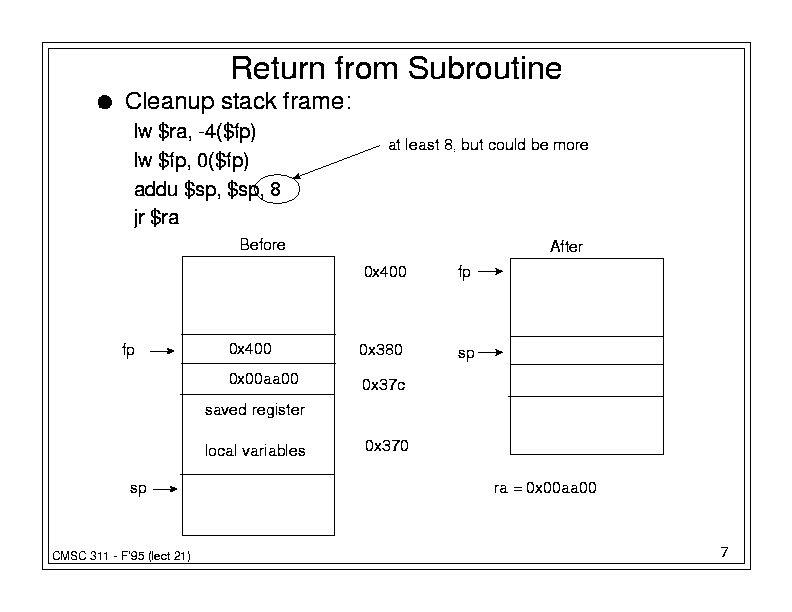 Return from Subroutine
● Cleanup stack frame:
lw $ra, -4($fp)
lw $fp, 0($fp)
addu $sp, $sp, 8
jr $ra
at least 8, but could be more
Before
0x400
fp
0x400
0x380
0x00aa00
0x37c
saved register
local variables
0x370
sp
After
fp
sp
ra = 0x00aa00
CMSC 311 - F'95 (lect 21)
7